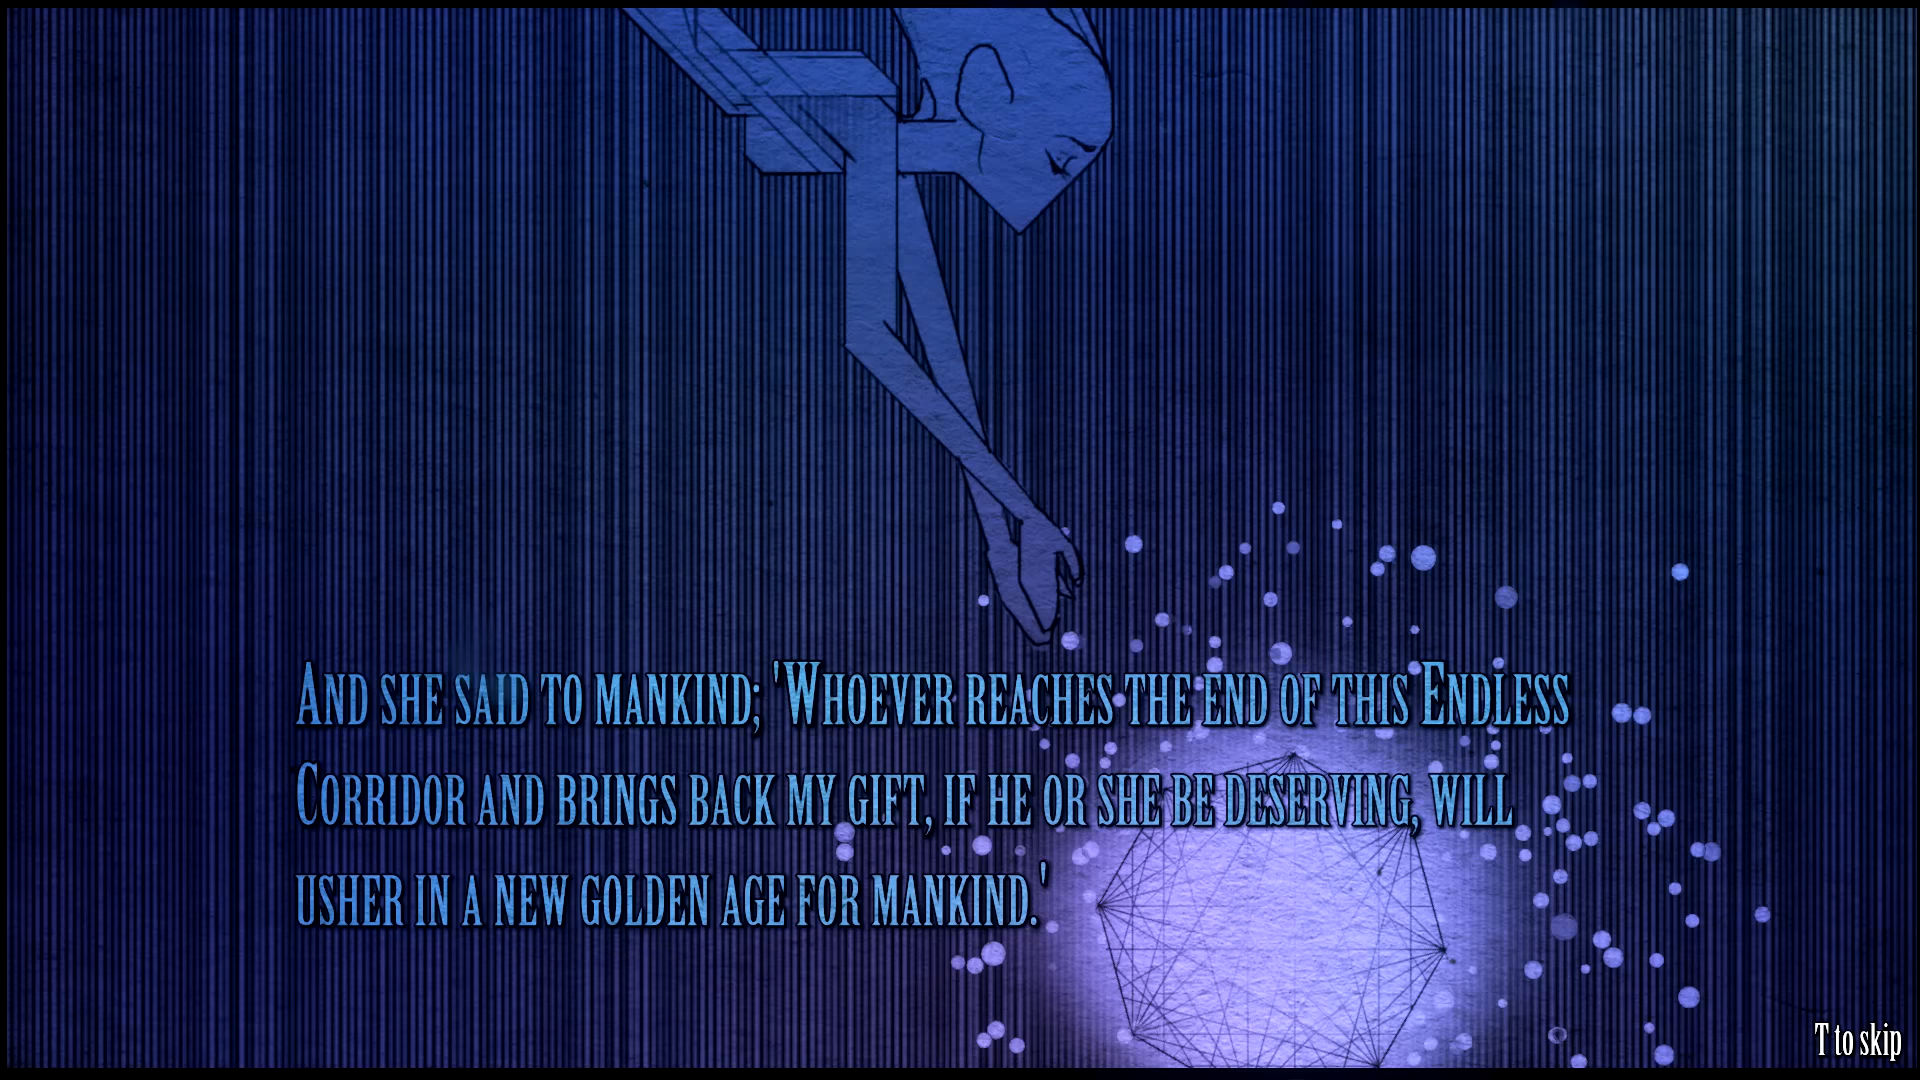 And she said to mankind; 'Whoever reaches the end of this Endless
Corridor and brings back my gift, if he or she be deserving, will
usher in a new golden age for mankind.'
T to skip